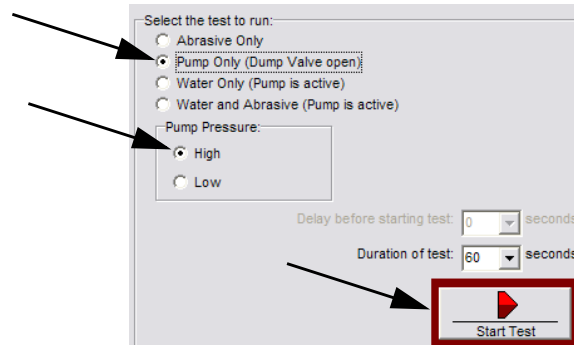 Select the test to run:
Abrasive Only
Pump Only (Dump Valve open)
Water Only (Pump is active)
Water and Abrasive (Pump is active)
Pump Pressure:
High
Low
Delay before starting test: 0 seconds
Duration of test: 60 seconds
Start Test